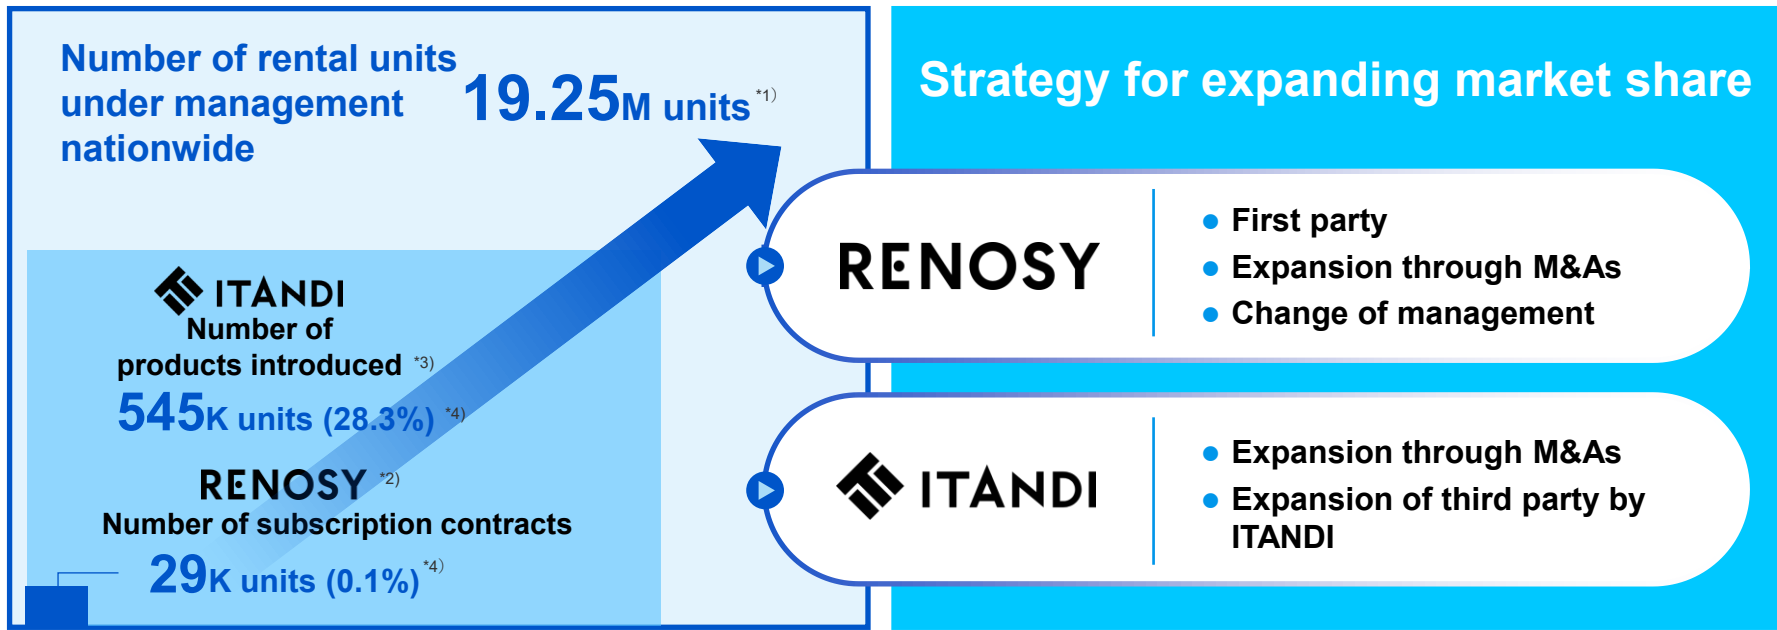 Number of rental units
under management
nationwide
19.25M units *1)
ITANDI
Number of
products introduced *3)
545K units (28.3%) *4)
RENOSY *2)
Number of subscription contracts
29K units (0.1%) *4)
Strategy for expanding market share
RENOSY
● First party
● Expansion through M&As
● Change of management
ITANDI
● Expansion through M&As
● Expansion of third party by
ITANDI